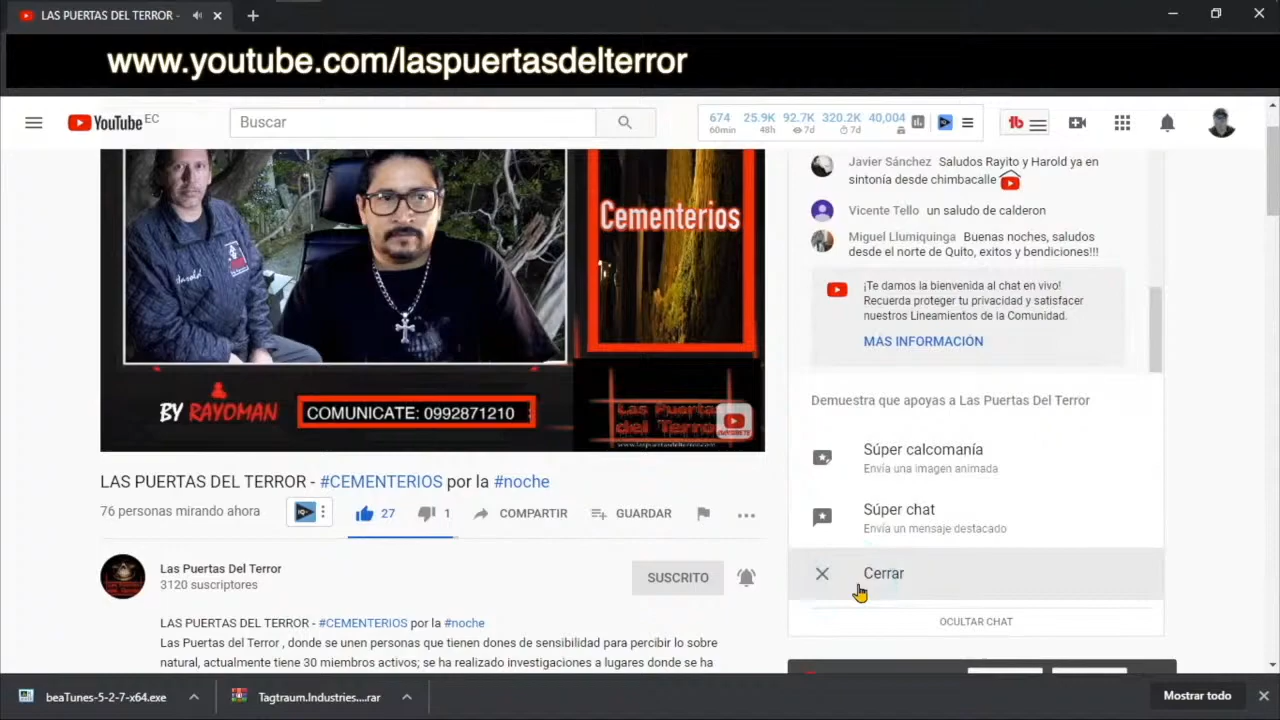 LAS PUERTAS DEL TERROR -
www.youtube.com/laspuertasdelterror
YouTube EC
Buscar
674 25.9K 92.7K 320.2K 40,004
60min 48h 7d 7d
Javier Sánchez Saludos Rayito y Harold ya en
sintonía desde chimbacalle
Vicente Tello un saludo de calderon
Miguel Llumiquinga Buenas noches, saludos
desde el norte de Quito, exitos y bendiciones!!!
¡Te damos la bienvenida al chat en vivo!
Recuerda proteger tu privacidad y satisfacer
nuestros Lineamientos de la Comunidad.
MÁS INFORMACIÓN
Demuestra que apoyas a Las Puertas Del Terror
Súper calcomanía
Envía una imagen animada
Súper chat
Envía un mensaje destacado
Cerrar
OCULTAR CHAT
Cementerios
Harold
BY RAYOMAN
COMUNICATE: 0992871210
Las Puertas
del Terror
LAS PUERTAS DEL TERROR - #CEMENTERIOS por la #noche
76 personas mirando ahora
27
1
COMPARTIR
GUARDAR
Las Puertas Del Terror
3120 suscriptores
SUSCRITO
LAS PUERTAS DEL TERROR - #CEMENTERIOS por la #noche
Las Puertas del Terror , donde se unen personas que tienen dones de sensibilidad para percibir lo sobre
natural, actualmente tiene 30 miembros activos; se ha realizado investigaciones a lugares donde se ha
beaTunes-5-2-7-x64.exe
Tagtraum.Industries....rar
Mostrar todo